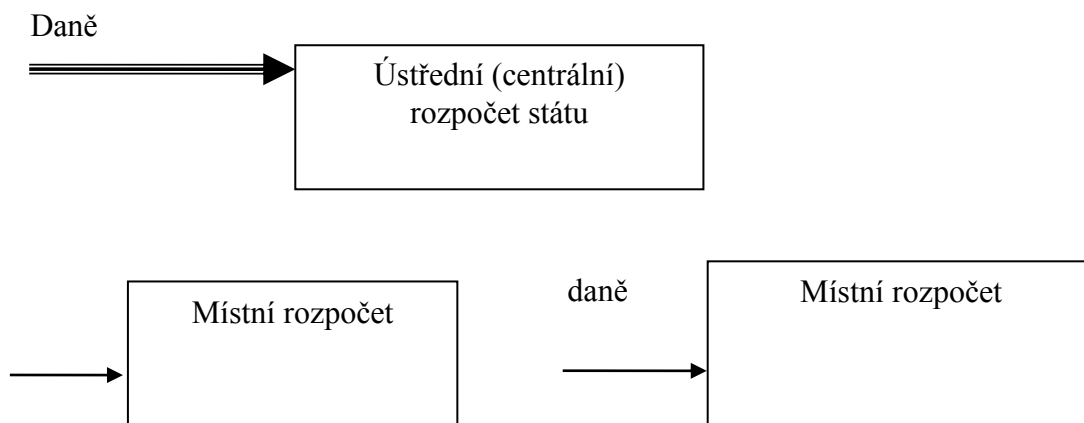 Daně
Ústřední (centrální)
rozpočet státu
Místní rozpočet
daně
Místní rozpočet